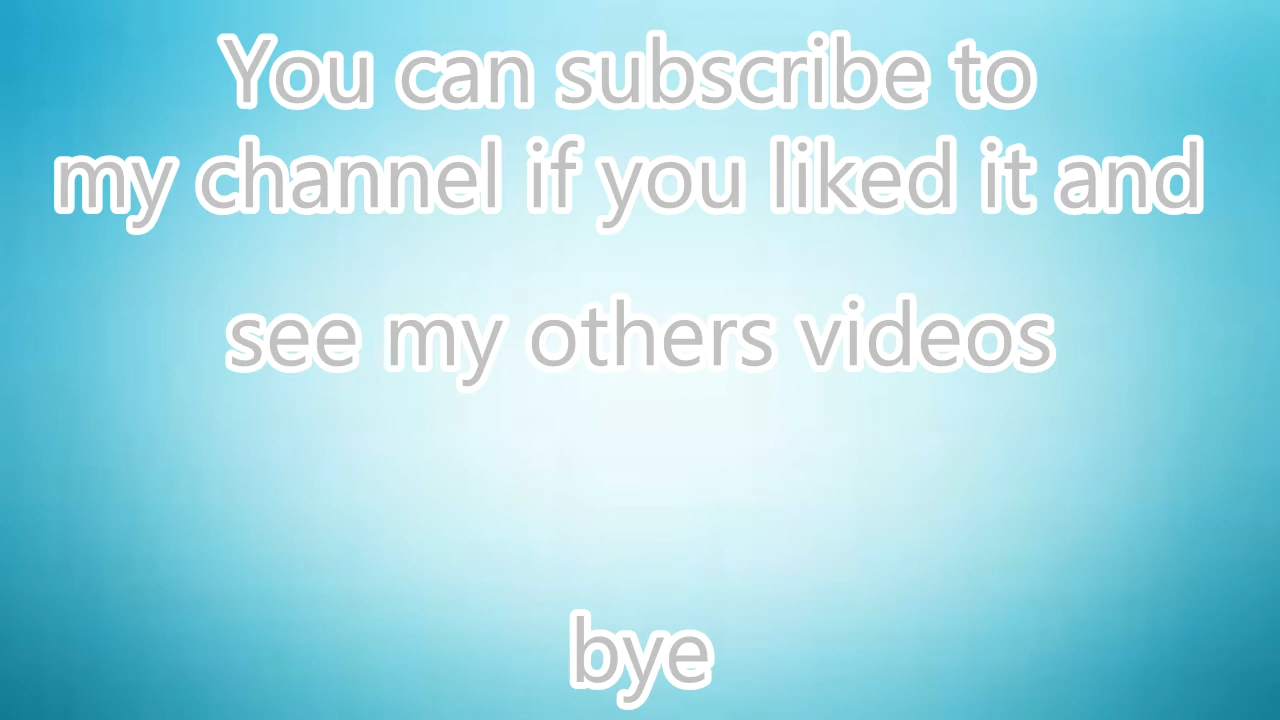 You can subscribe to
my channel if you liked it and
see my others videos
bye